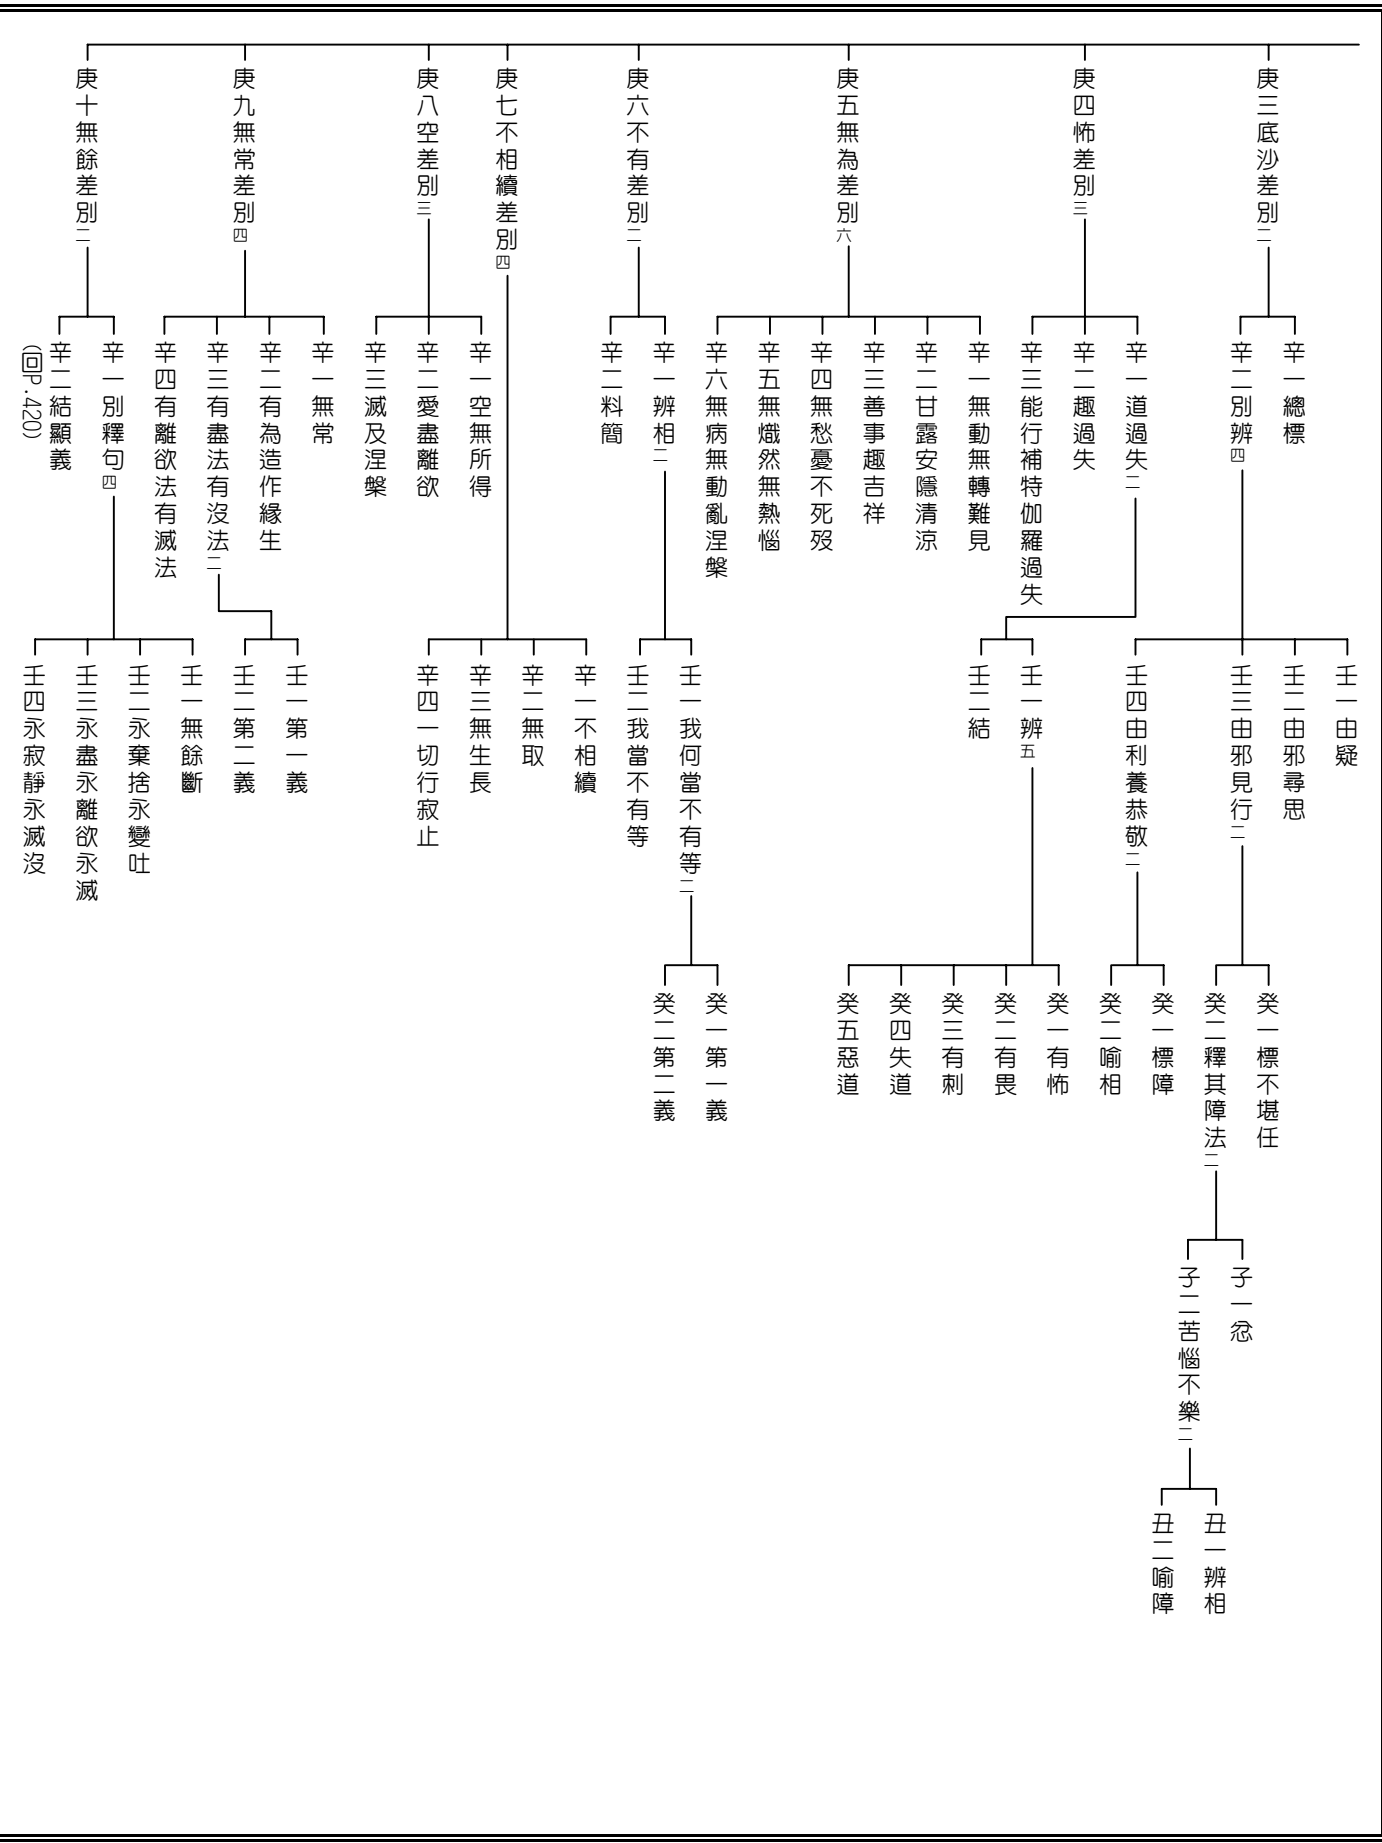 庚三底沙差別二
辛一總標
辛二別辨四
壬一由疑
壬二由邪尋思
壬三由邪見行二
癸一標不堪任
癸二釋其障法二
子一忿
子二苦惱不樂二
丑一辨相
丑二喻障
壬四由利養恭敬二
癸一標障
癸二喻相
庚四怖差別三
辛一道過失二
壬一辨五
癸一有怖
癸二有畏
癸三有刺
癸四失道
癸五惡道
壬二結
辛二趣過失
辛三能行補特伽羅過失
庚五無為差別六
辛一無動無轉難見
辛二甘露安隱清涼
辛三善事趣吉祥
辛四無愁憂不死歿
辛五無熾然無熱惱
辛六無病無動亂涅槃
庚六不有差別二
辛一辨相二
壬一我何當不有等二
癸一第一義
癸二第二義
壬二我當不有等
辛二料簡
庚七不相續差別四
辛一不相續
辛二無取
辛三無生長
辛四一切行寂止
庚八空差別三
辛一空無所得
辛二愛盡離欲
辛三滅及涅槃
庚九無常差別四
辛一無常
辛二有為造作緣生
辛三有盡法有沒法二
壬一第一義
壬二第二義
辛四有離欲法有滅法
庚十無餘差別二
辛一別釋句四
壬一無餘斷
壬二永棄捨永變吐
壬三永盡永離欲永滅
壬四永寂靜永滅沒
辛二結顯義
(回P.420)